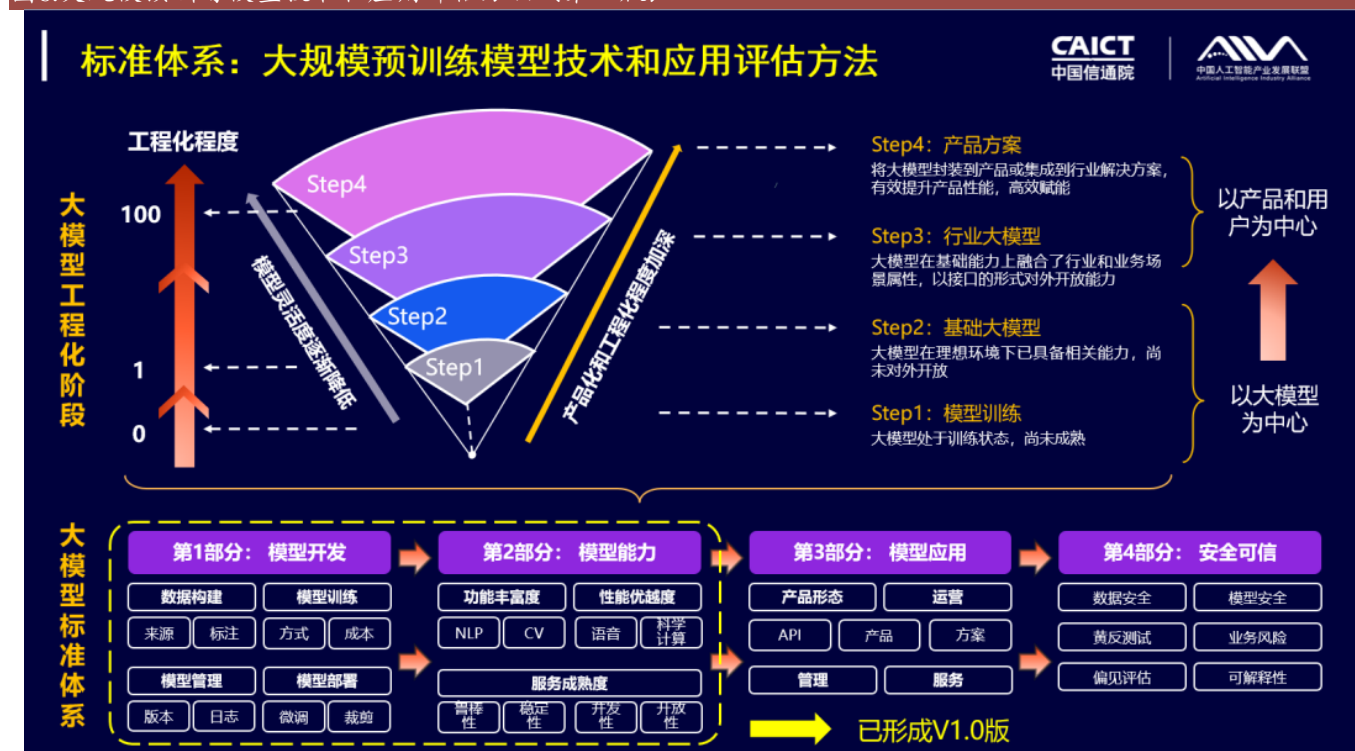 标准体系：大规模预训练模型技术和应用评估方法
CAICT
中国信通院
中国人工智能产业发展联盟
Artificial Intelligence Industry Alliance
大模型工程化阶段
工程化程度
100
1
0
Step4
Step3
Step2
Step1
模型灵活度逐渐降低
产品化和工程化程度加深
Step4：产品方案
将大模型封装到产品或集成到行业解决方案，
有效提升产品性能，高效赋能
Step3：行业大模型
大模型在基础能力上融合了行业和业务场
景属性，以接口的形式对外开放能力
Step2：基础大模型
大模型在理想环境下已具备相关能力，尚
未对外开放
Step1：模型训练
大模型处于训练状态，尚未成熟
以产品和用
户为中心
以大模型
为中心
大模型标准体系
第1部分： 模型开发
数据构建
模型训练
来源
标注
方式
成本
模型管理
模型部署
版本
日志
微调
裁剪
第2部分： 模型能力
功能丰富度
性能优越度
NLP
CV
语音
科学
计算
服务成熟度
鲁棒
性
稳定
性
开发
性
开放
性
第3部分： 模型应用
产品形态
运营
API
产品
方案
管理
服务
第4部分： 安全可信
数据安全
模型安全
黄反测试
业务风险
偏见评估
可解释性
已形成V1.0版